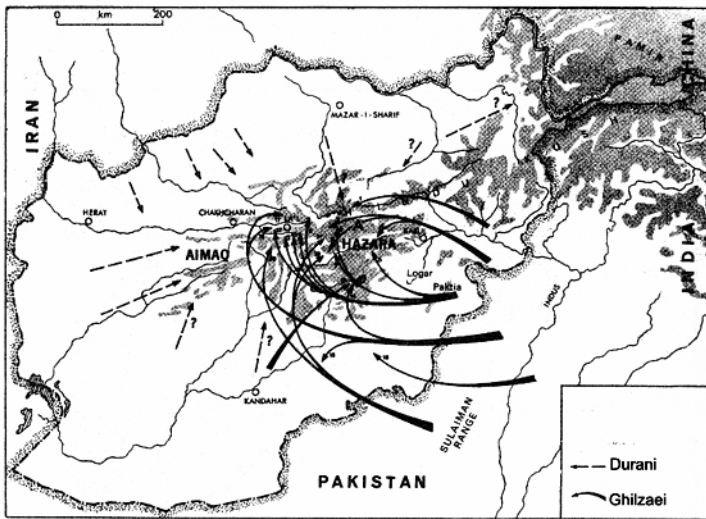 0 km 200
PAMIR
CHINA
IRAN
MAZAR-I-SHARIF
?
?
HERAT
CHAKHCHARAN
AIMAQ
HAZARA
KABUL
Logar
Paktia
INDUS
INDIA
?
?
KANDAHAR
SULAIMAN
RANGE
PAKISTAN
Durani
Ghilzaei